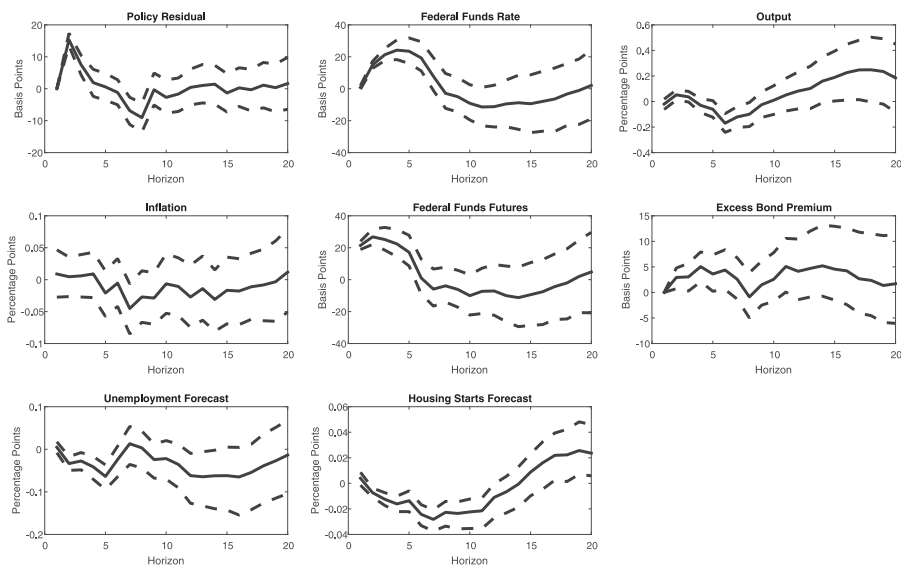 Policy Residual
Basis Points
20
10
0
-10
-20
0 5 10 15 20
Horizon
Federal Funds Rate
Basis Points
40
20
0
-20
-40
0 5 10 15 20
Horizon
Output
Percentage Points
0.6
0.4
0.2
0
-0.2
-0.4
0 5 10 15 20
Horizon
Inflation
Percentage Points
0.1
0.05
0
-0.05
-0.1
0 5 10 15 20
Horizon
Federal Funds Futures
Basis Points
40
20
0
-20
-40
0 5 10 15 20
Horizon
Excess Bond Premium
Basis Points
15
10
5
0
-5
-10
0 5 10 15 20
Horizon
Unemployment Forecast
Percentage Points
0.1
0
-0.1
-0.2
0 5 10 15 20
Horizon
Housing Starts Forecast
Percentage Points
0.06
0.04
0.02
0
-0.02
-0.04
0 5 10 15 20
Horizon